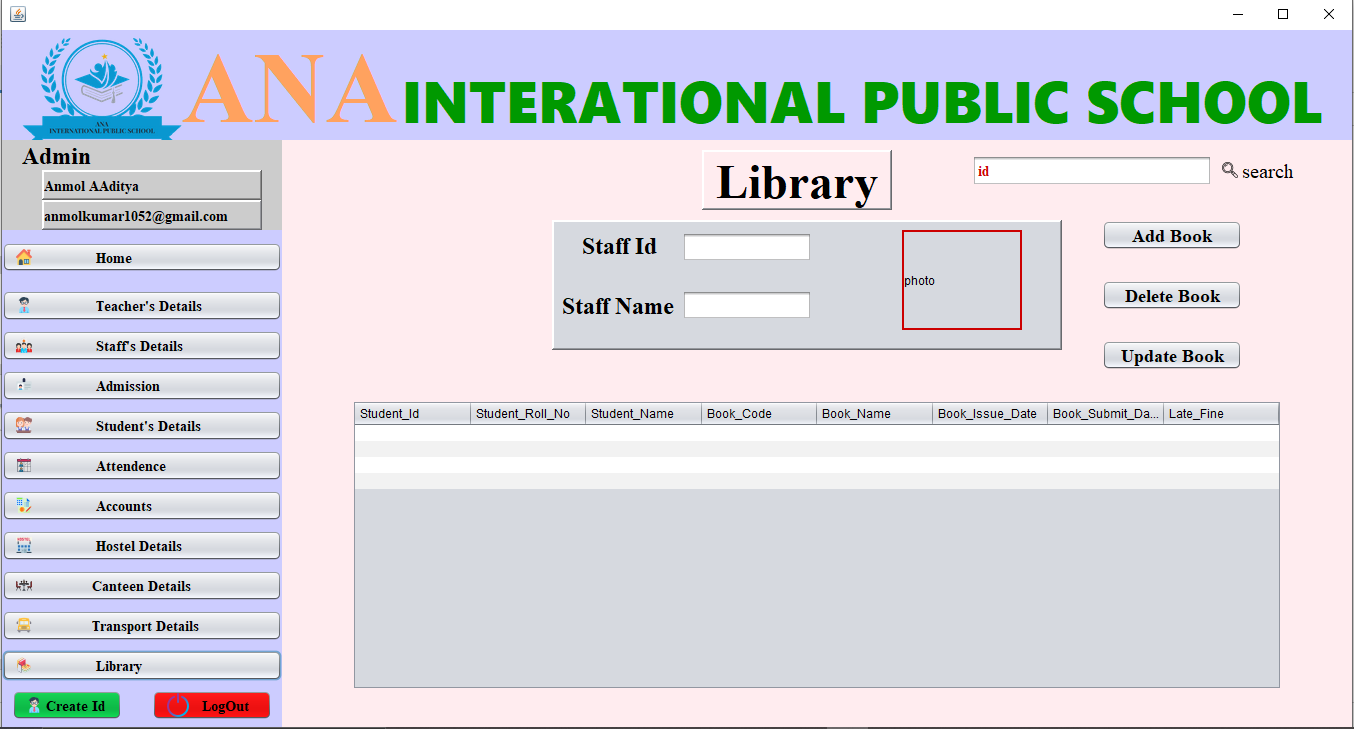 ANA INTERATIONAL PUBLIC SCHOOL
ANA
INTERNATIONAL PUBLIC SCHOOL
Admin
Anmol AAditya
anmolkumar1052@gmail.com
Home
Teacher's Details
Staff's Details
Admission
Student's Details
Attendence
Accounts
Hostel Details
Canteen Details
Transport Details
Library
Create Id
LogOut
Library
id
search
Staff Id
Staff Name
photo
Add Book
Delete Book
Update Book
Student_Id Student_Roll_No Student_Name Book_Code Book_Name Book_Issue_Date Book_Submit_Da... Late_Fine